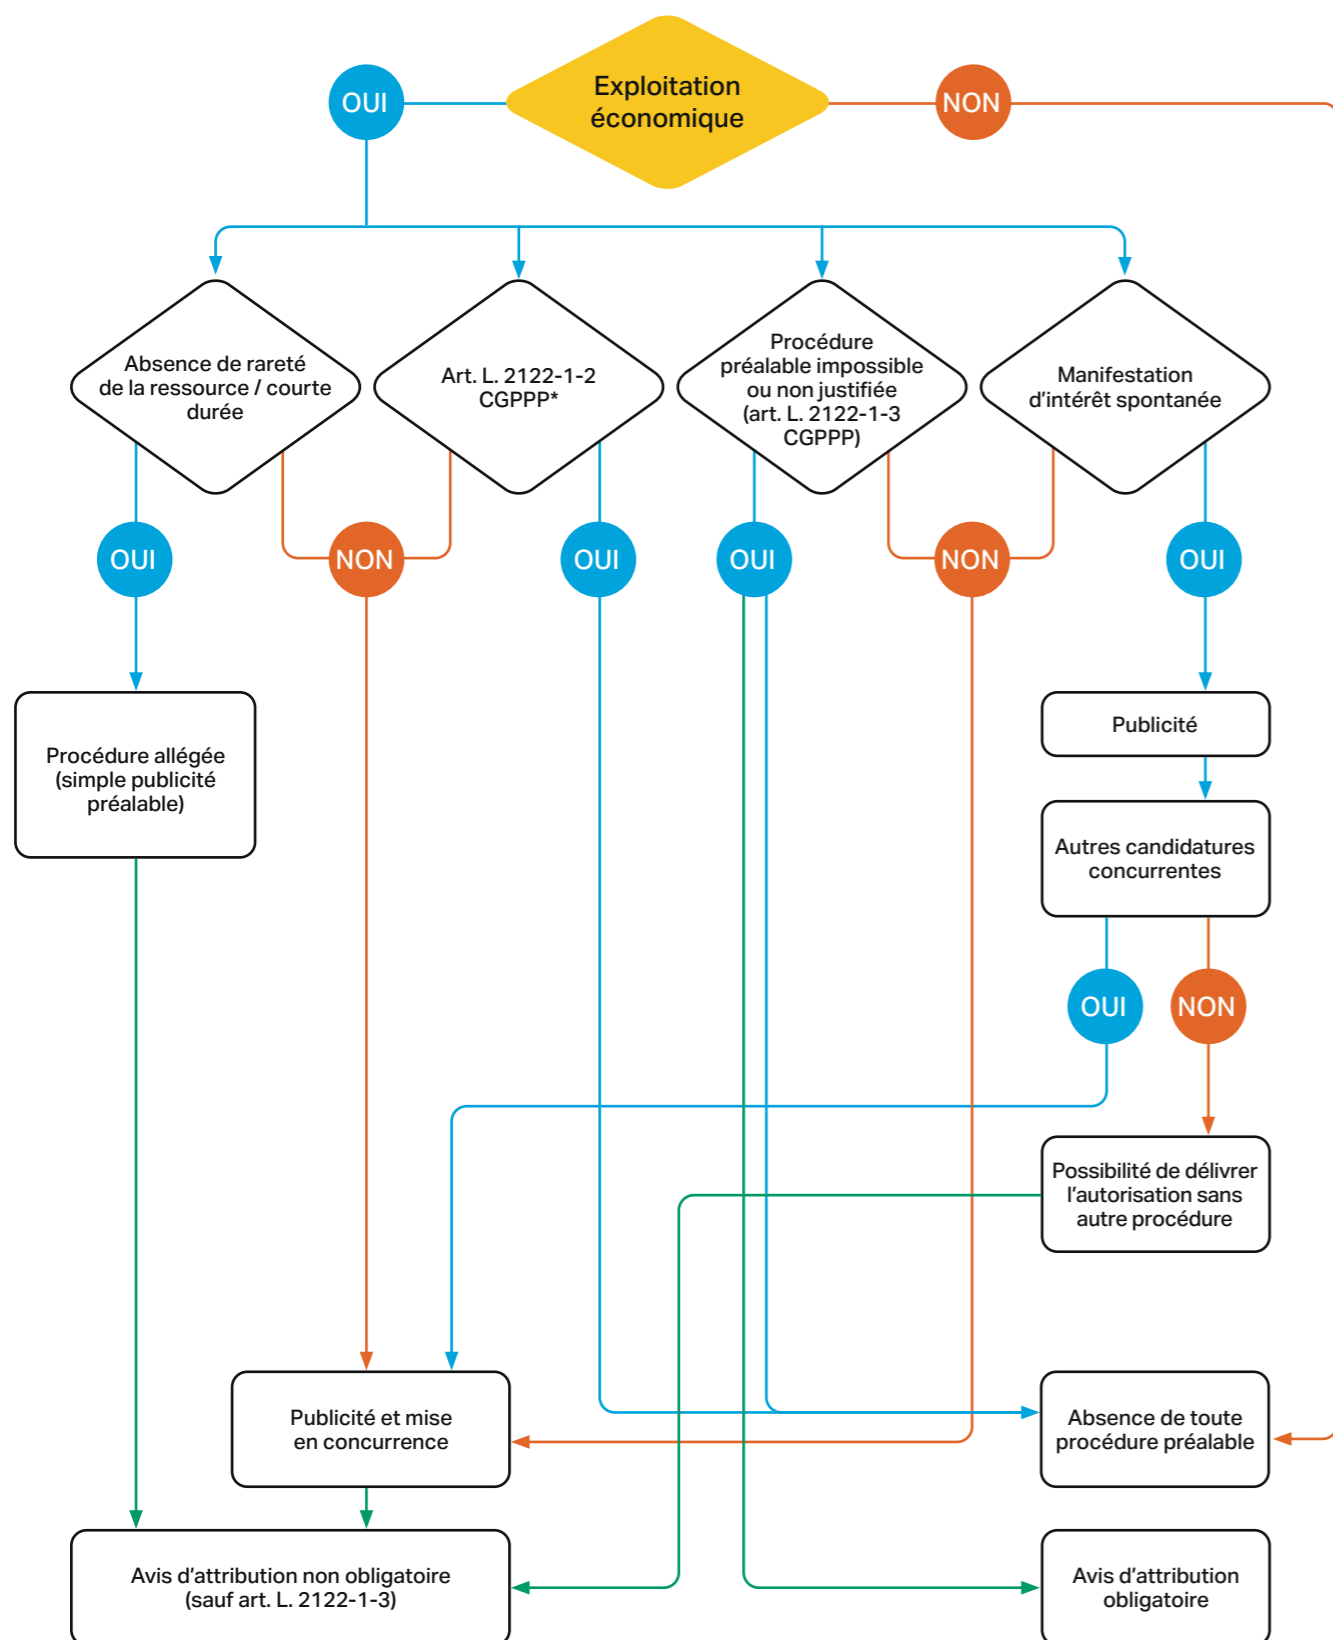 Exploitation
économique
OUI
NON
Absence de rareté
de la ressource / courte
durée
Art. L. 2122-1-2
CGPPP*
Procédure
préalable impossible
ou non justifiée
(art. L. 2122-1-3
CGPPP)
Manifestation
d'intérêt spontanée
OUI
NON
OUI
OUI
NON
OUI
Procédure allégée
(simple publicité
préalable)
Publicité
Autres candidatures
concurrentes
OUI
NON
Possibilité de délivrer
l'autorisation sans
autre procédure
Publicité et mise
en concurrence
Absence de toute
procédure préalable
Avis d'attribution non obligatoire
(sauf art. L. 2122-1-3)
Avis d'attribution
obligatoire